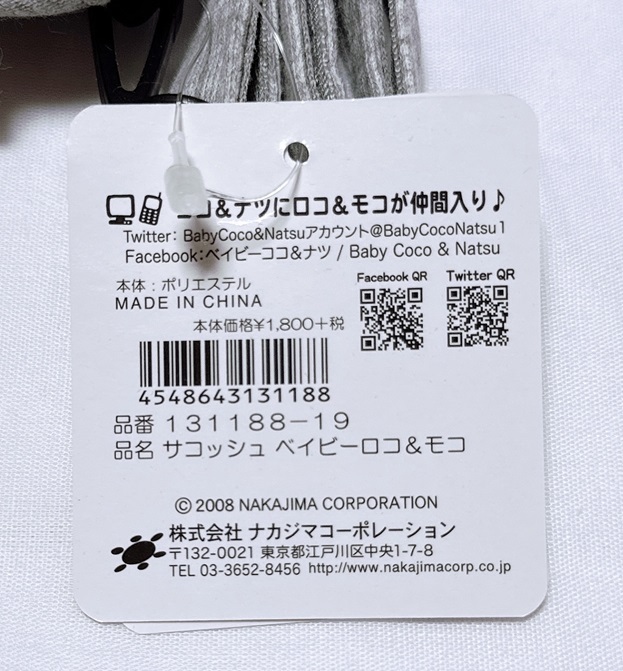 コ&ナツにロコ&モコが仲間入り♪
Twitter: BabyCoco&Natsuアカウント@BabyCocoNatsu1
Facebook:ベイビーココ&ナツ / Baby Coco & Natsu
本体:ポリエステル
MADE IN CHINA
Facebook QR
Twitter QR
本体価格¥1,800+税
4548643131188
品番 131188-19
品名 サコッシュ ベイビーロコ&モコ
©2008 NAKAJIMA CORPORATION
株式会社 ナカジマコーポレーション
〒132-0021 東京都江戸川区中央1-7-8
TEL 03-3652-8456 http://www.nakajimacorp.co.jp